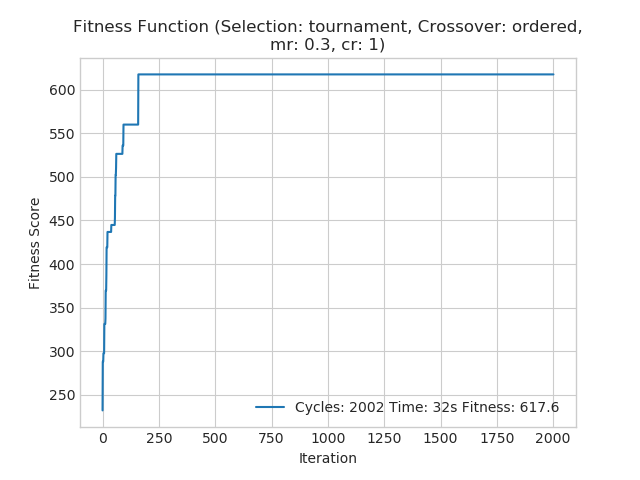 Fitness Function (Selection: tournament, Crossover: ordered,
mr: 0.3, cr: 1)
600
550
500
450
400
350
300
250
Fitness Score
Cycles: 2002 Time: 32s Fitness: 617.6
0 250 500 750 1000 1250 1500 1750 2000
Iteration